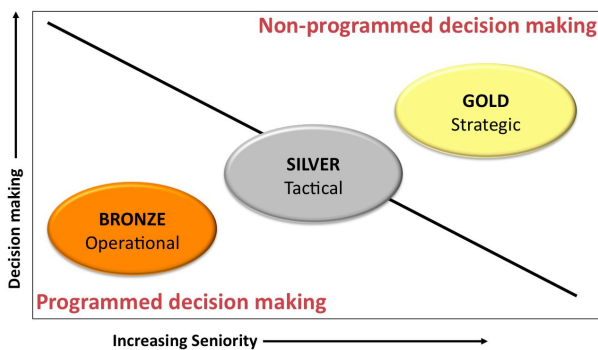 Non-programmed decision making
GOLD
Strategic
SILVER
Tactical
BRONZE
Operational
Programmed decision making
Decision making
Increasing Seniority